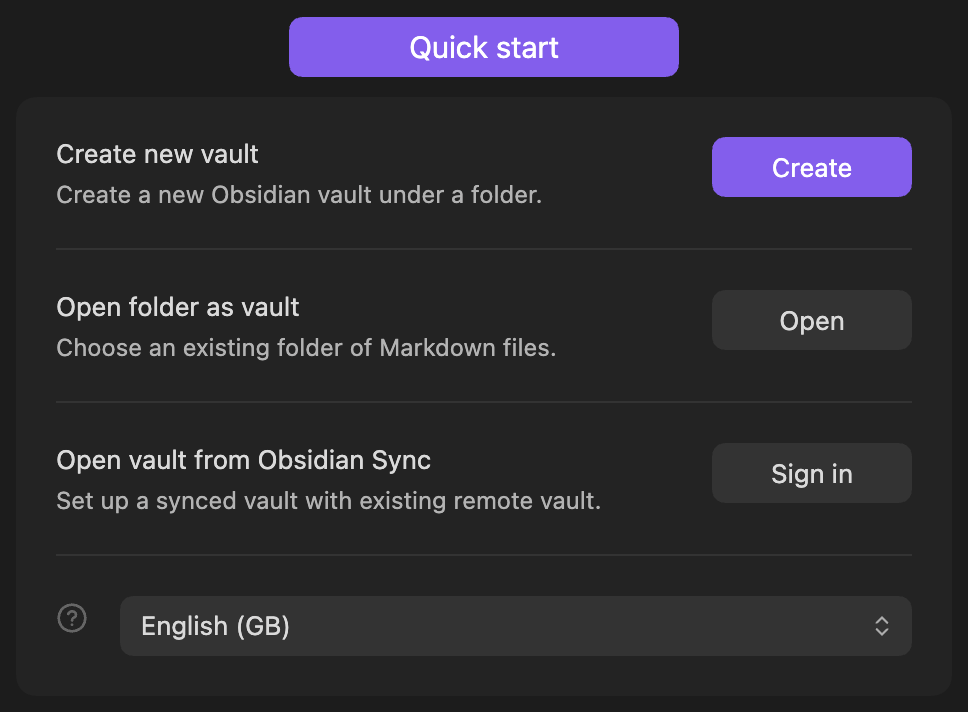 Quick start
Create new vault
Create a new Obsidian vault under a folder.
Create
Open folder as vault
Choose an existing folder of Markdown files.
Open
Open vault from Obsidian Sync
Set up a synced vault with existing remote vault.
Sign in
?
English (GB)